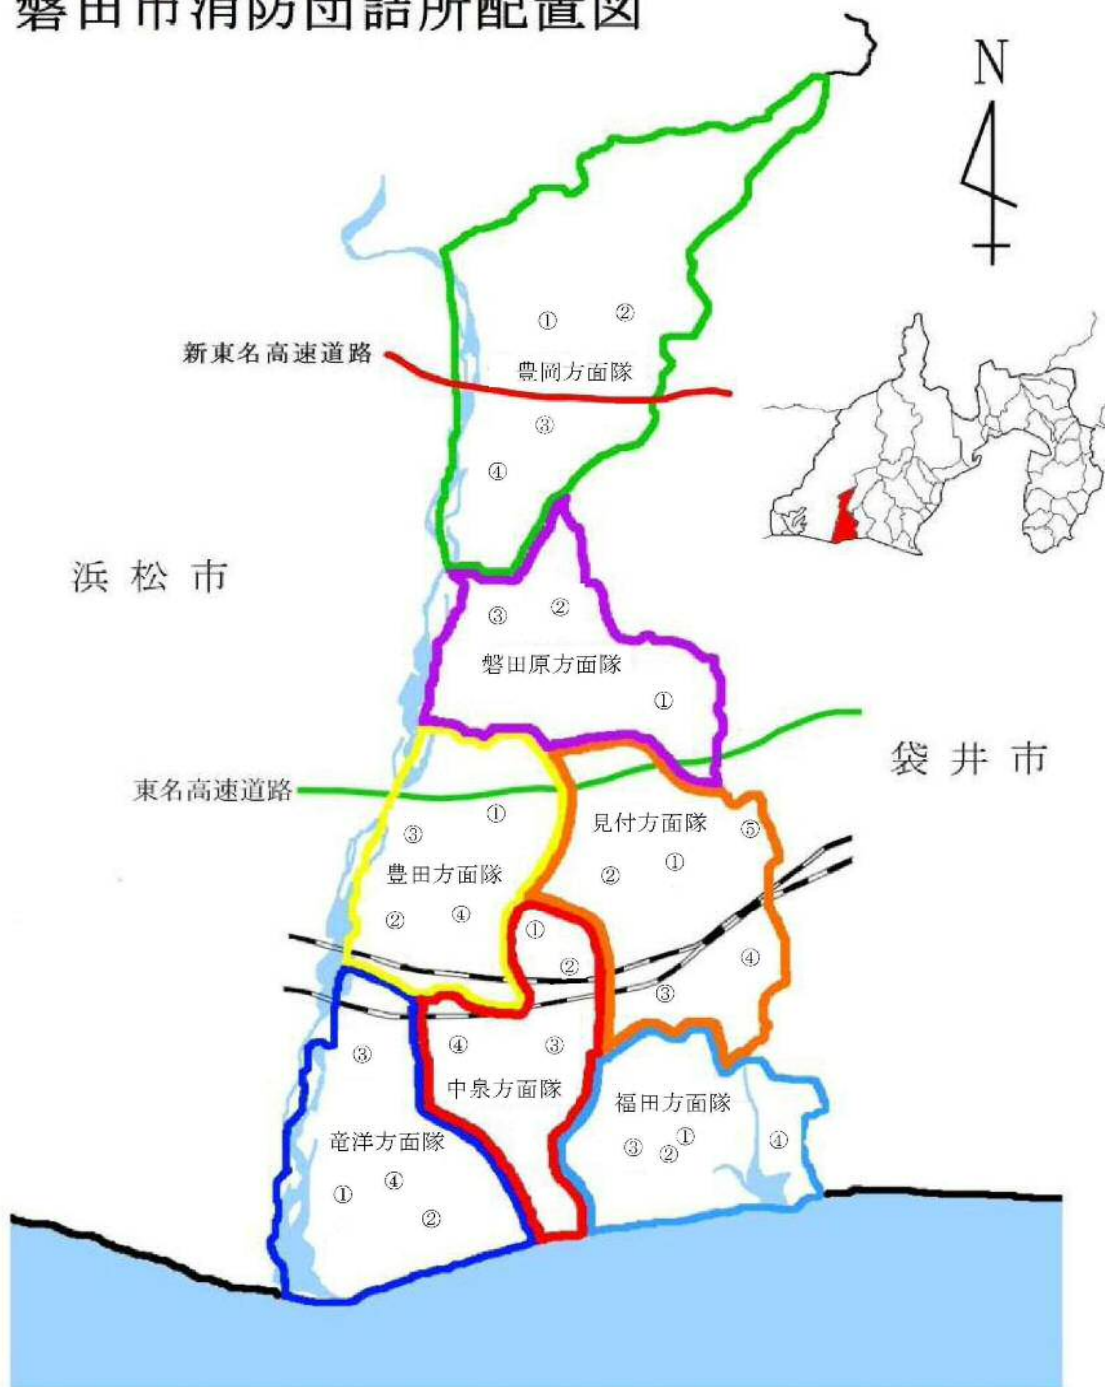 磐田市消防団詰所配置図
N
① ②
新東名高速道路
豊岡方面隊
③
④
浜松市
③ ②
磐田原方面隊
①
袋井市
東名高速道路
① ③
豊田方面隊
② ④
見付方面隊
⑤
② ①
④
③
①
②
④ ③
中泉方面隊
③
竜洋方面隊
① ④
②
福田方面隊
③ ② ① ④